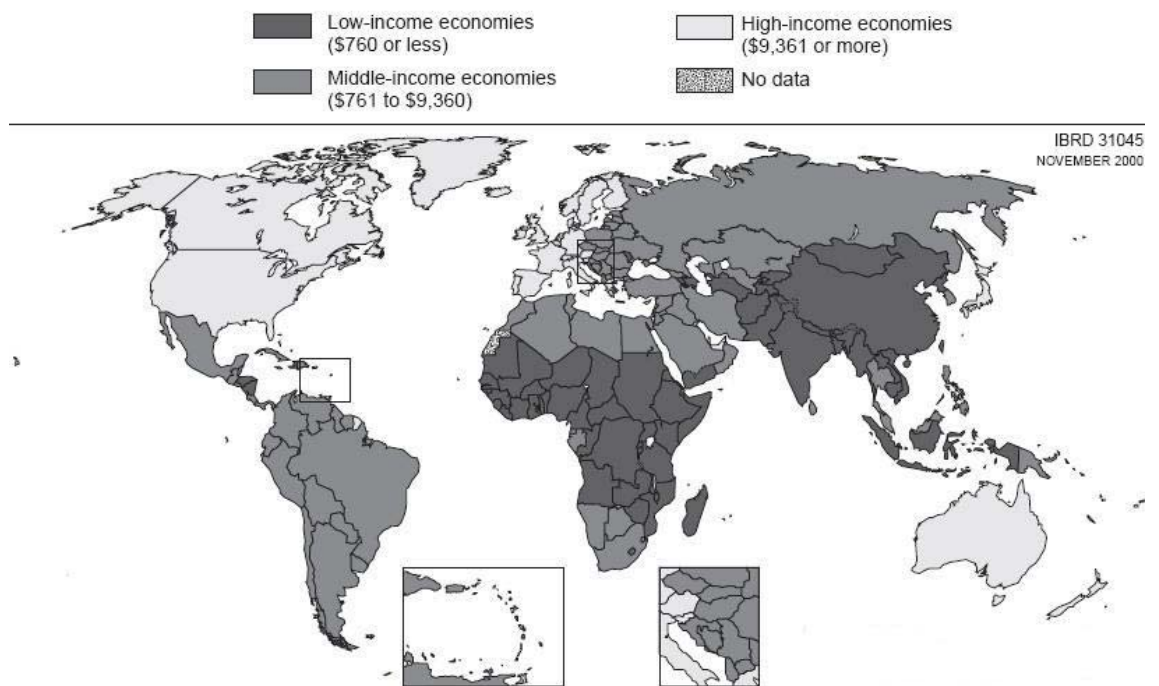 Low-income economies
($760 or less)
Middle-income economies
($761 to $9,360)
High-income economies
($9,361 or more)
No data
IBRD 31045
NOVEMBER 2000